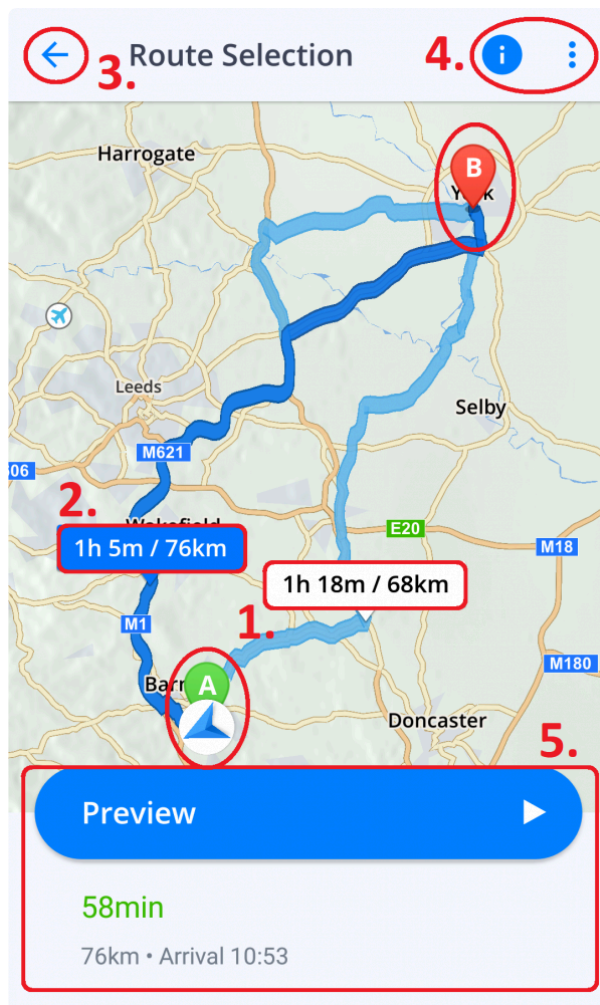 3. Route Selection 4. i
Harrogate
B
York
Leeds
Selby
M621
606
2.
Wakefield
E20
1h 5m / 76km
M18
1h 18m / 68km
M1
1.
M180
A
Doncaster
5.
Preview
58min
76km • Arrival 10:53